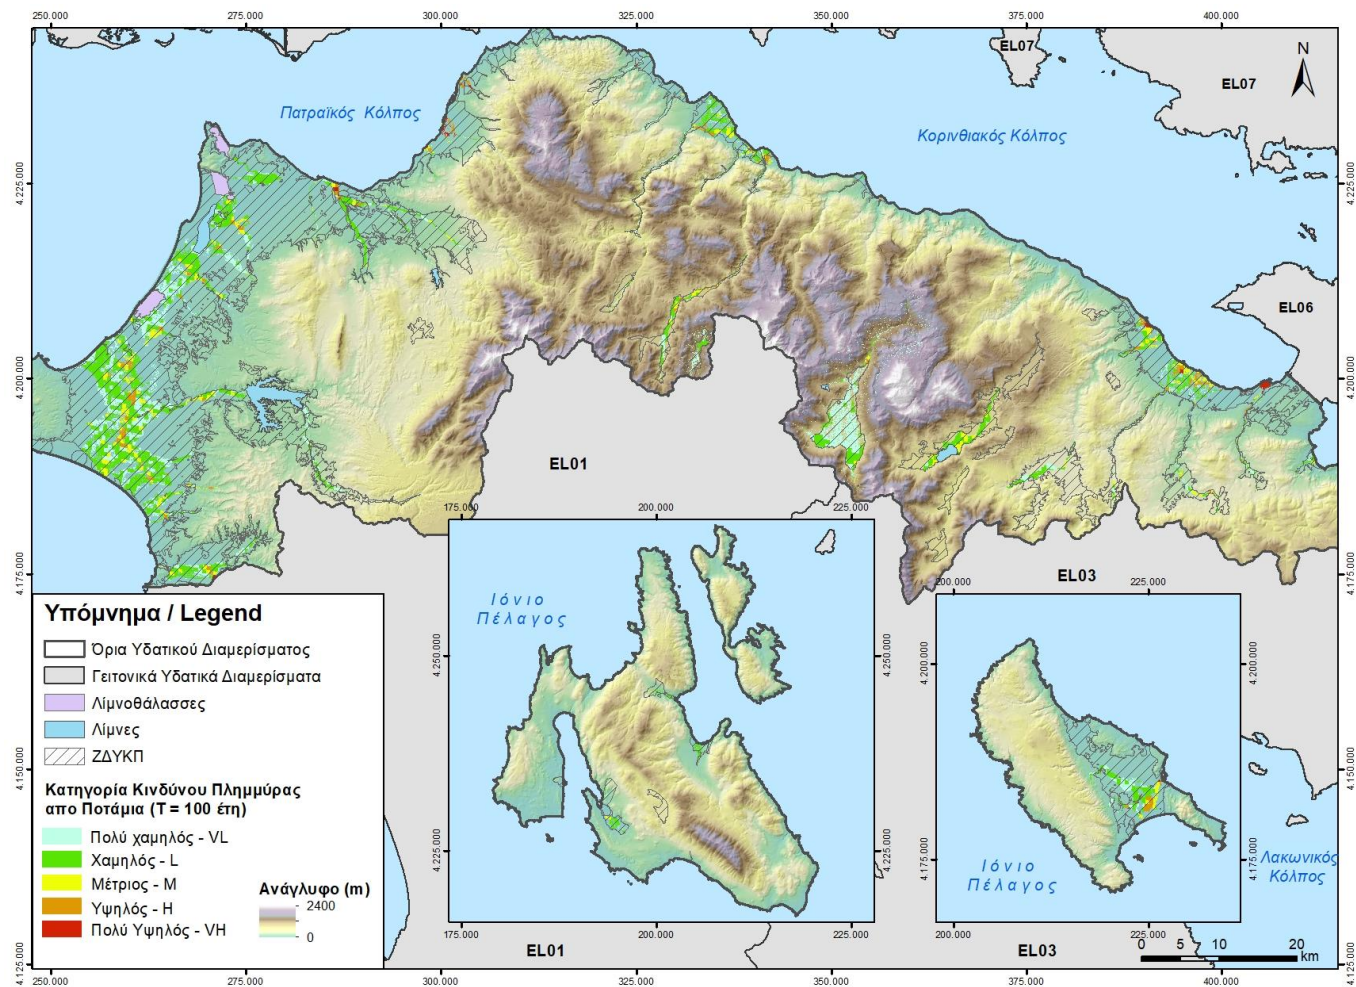 250.000 275.000 300.000 325.000 350.000 375.000 400.000
EL07
N
EL07
Πατραϊκός Κόλπος
Κορινθιακός Κόλπος
4.225.000
4.225.000
EL06
4.200.000
4.200.000
EL01
175.000 200.000 225.000
4.175.000
EL03
4.175.000
200.000 225.000
Υπόμνημα / Legend
Όρια Υδατικού Διαμερίσματος
Γειτονικά Υδατικά Διαμερίσματα
Λίμνοθάλασσες
Λίμνες
ΖΔΥΚΠ
Κατηγορία Κινδύνου Πλημμύρας
απο Ποτάμια (Τ = 100 έτη)
Πολύ χαμηλός - VL
Χαμηλός - L
Μέτριος - M
Υψηλός - H
Πολύ Υψηλός - VH
Ανάγλυφο (m)
2400
0
Ιόνιο
Πέλαγος
4.250.000
4.250.000
4.225.000
4.225.000
175.000 200.000 225.000
4.200.000
4.200.000
4.175.000
4.175.000
Ιόνιο
Πέλαγος
200.000 225.000
Λακωνικός
Κόλπος
4.150.000
4.150.000
4.125.000
4.125.000
EL01
EL03
0 5 10 20
km
250.000 275.000 300.000 325.000 350.000 375.000 400.000